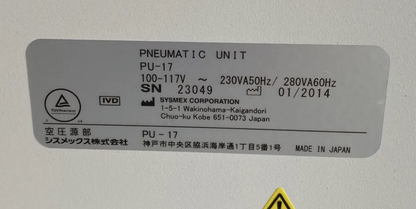 PNEUMATIC UNIT
PU-17
100-117V ～ 230VA50Hz/ 280VA60Hz
SN 23049 01/2014
IVD
SYSMEX CORPORATION
1-5-1 Wakinohama-Kaigandori
Chuo-ku Kobe 651-0073 Japan
空圧源部 PU-17
シスメックス株式会社 神戸市中央区脇浜海岸通1丁目5番1号 MADE IN JAPAN